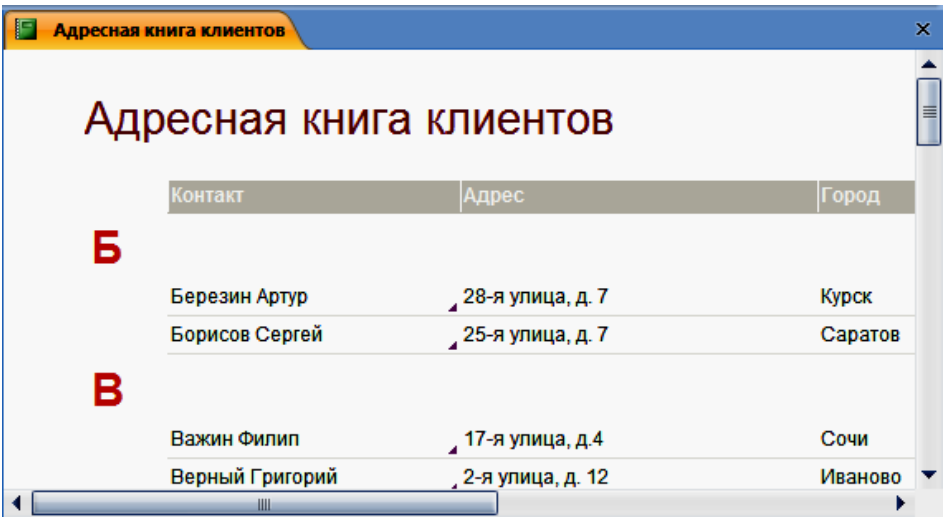 Адресная книга клиентов
Адресная книга клиентов
Контакт Адрес Город
Б
Березин Артур 28-я улица, д. 7 Курск
Борисов Сергей 25-я улица, д. 7 Саратов
В
Важин Филип 17-я улица, д.4 Сочи
Верный Григорий 2-я улица, д. 12 Иваново